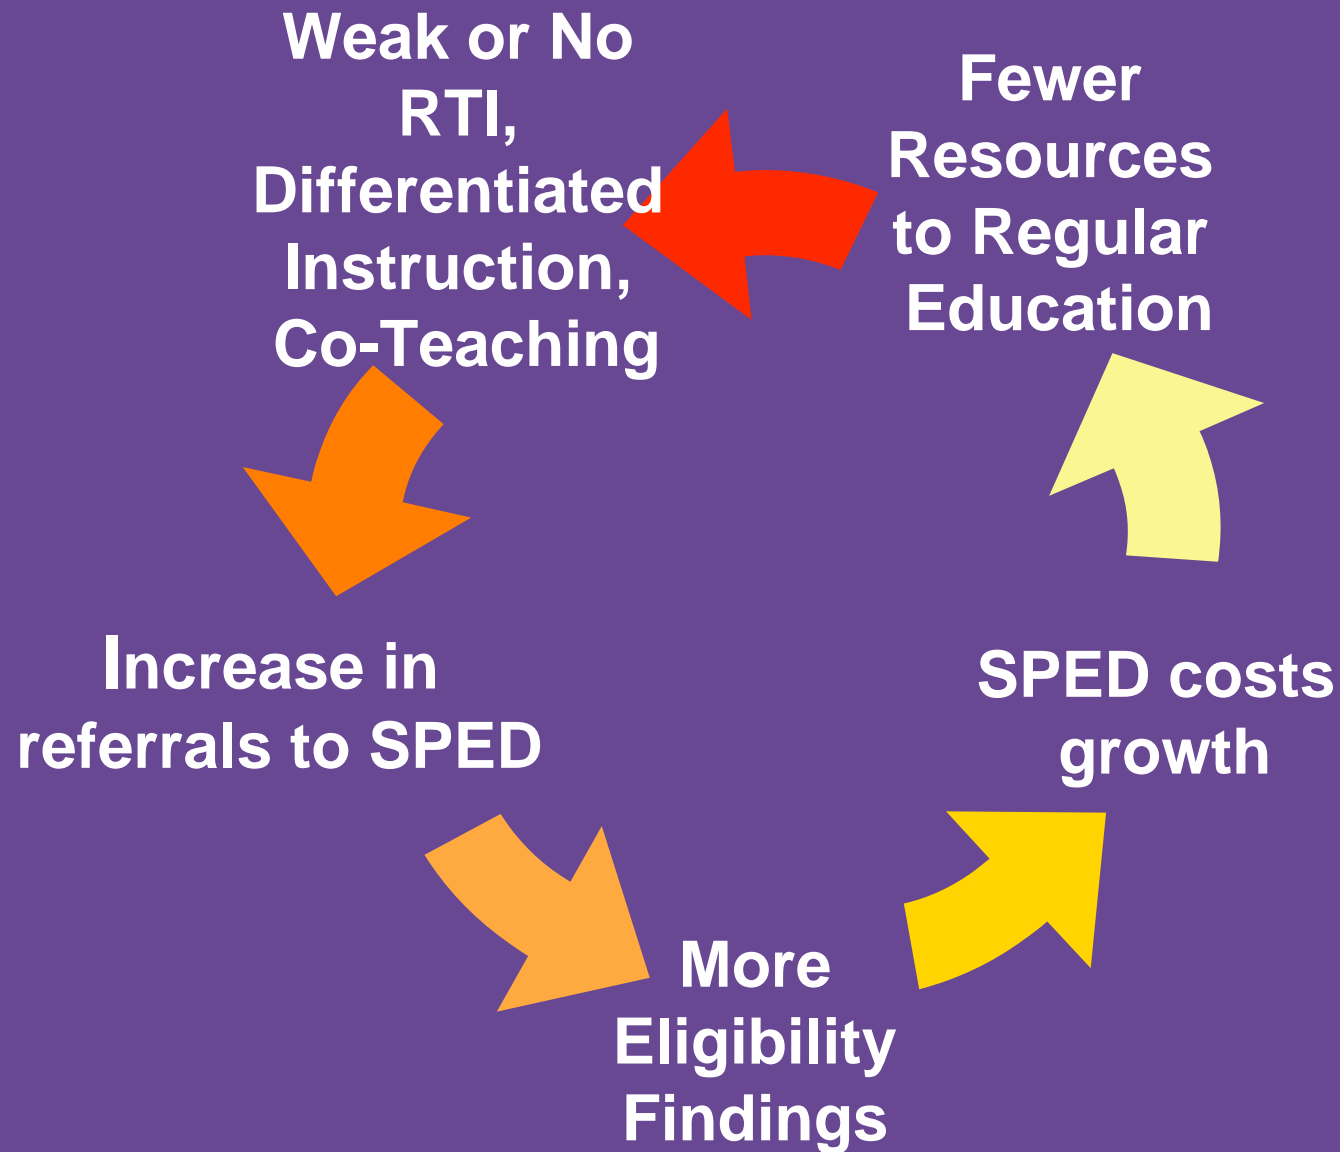 Weak or No
RTI,
Differentiated
Instruction,
Co-Teaching
Fewer
Resources
to Regular
Education
Increase in
referrals to SPED
SPED costs
growth
More
Eligibility
Findings